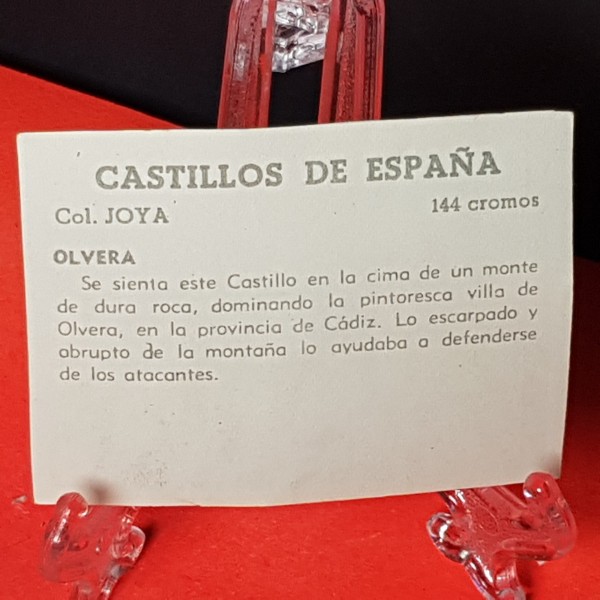 CASTILLOS DE ESPAÑA
Col. JOYA 144 cromos
OLVERA
Se sienta este Castillo en la cima de un monte
de dura roca, dominando la pintoresca villa de
Olvera, en la provincia de Cádiz. Lo escarpado y
abrupto de la montaña lo ayudaba a defenderse
de los atacantes.